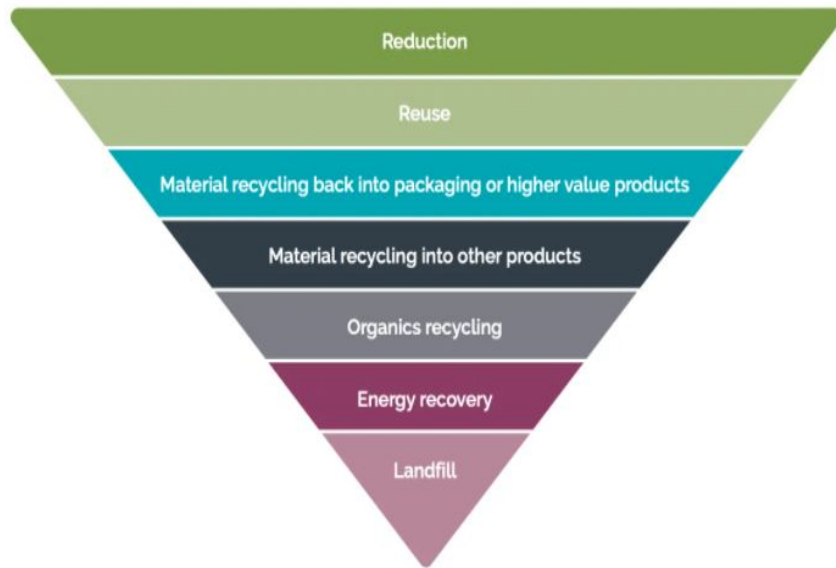 Reduction
Reuse
Material recycling back into packaging or higher value products
Material recycling into other products
Organics recycling
Energy recovery
Landfill